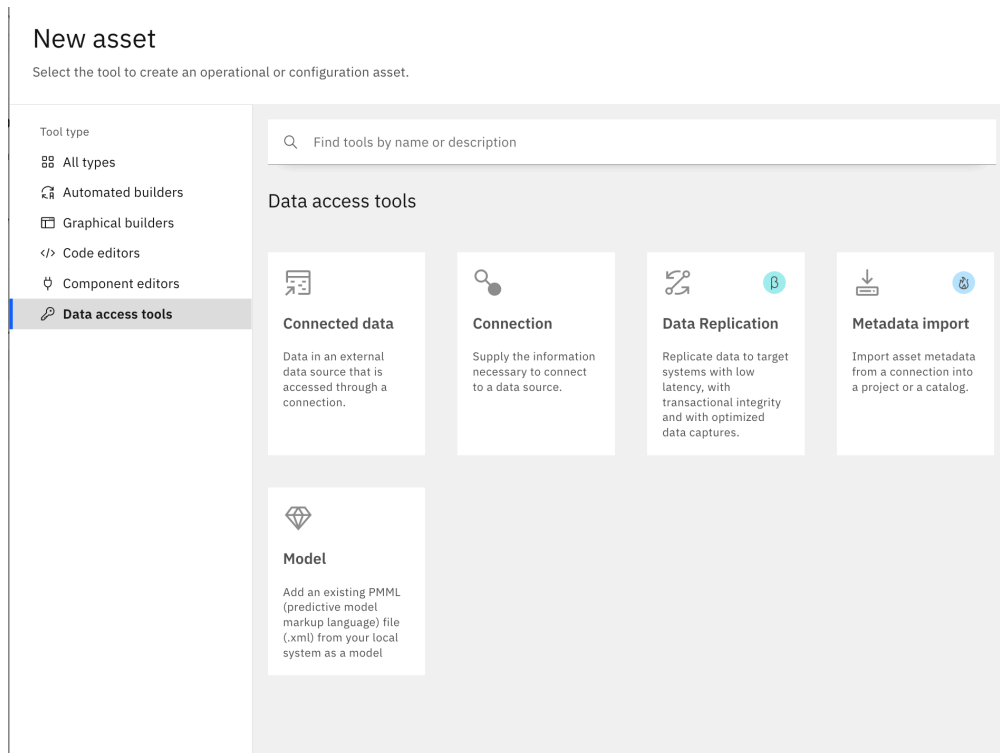 New asset
Select the tool to create an operational or configuration asset.
Tool type
All types
Automated builders
Graphical builders
Code editors
Component editors
Data access tools
Find tools by name or description
Data access tools
Connected data
Data in an external
data source that is
accessed through a
connection.
Connection
Supply the information
necessary to connect
to a data source.
β
Data Replication
Replicate data to target
systems with low
latency, with
transactional integrity
and with optimized
data captures.
Metadata import
Import asset metadata
from a connection into
a project or a catalog.
Model
Add an existing PMML
(predictive model
markup language) file
(.xml) from your local
system as a model